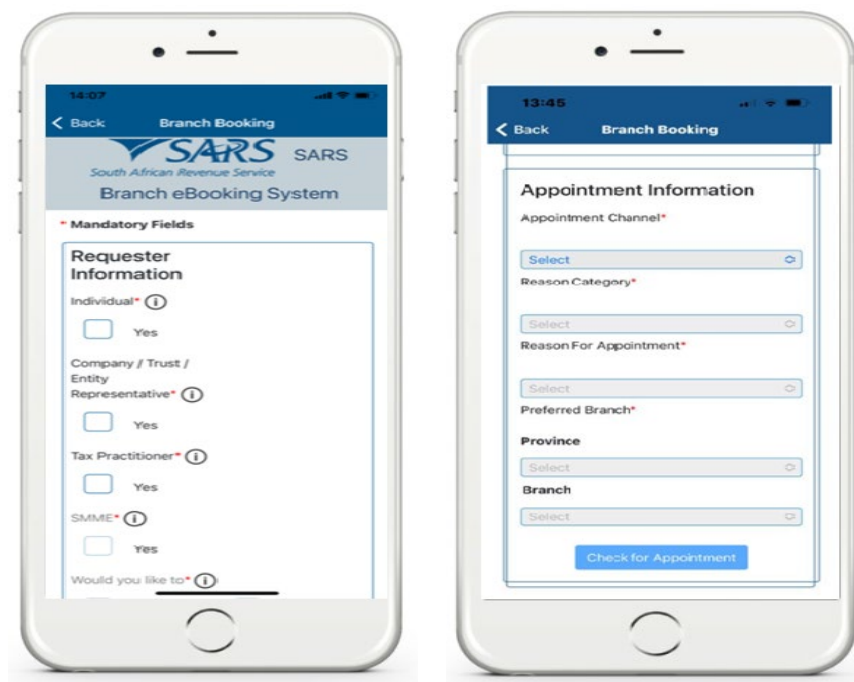 14:07
Back Branch Booking
SARS SARS
South African Revenue Service
Branch eBooking System
* Mandatory Fields
Requester
Information
Individual*
Yes
Company / Trust /
Entity
Representative*
Yes
Tax Practitioner*
Yes
SMME*
Yes
Would you like to*
13:45
Back Branch Booking
Appointment Information
Appointment Channel*
Select
Reason Category*
Select
Reason For Appointment*
Select
Preferred Branch*
Province
Select
Branch
Select
Check for Appointment